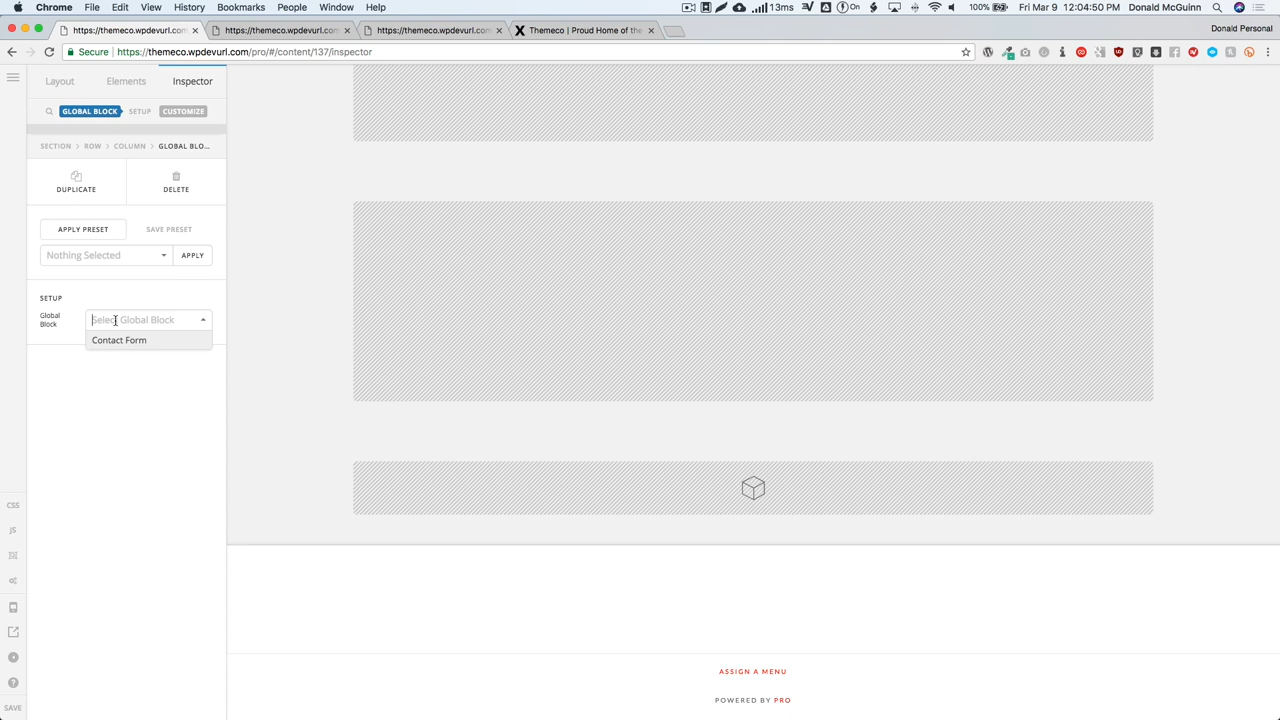 Chrome File Edit View History Bookmarks People Window Help 13ms On 100% Fri Mar 9 12:04:50 Donald McGuinn
https://themeco.wpdevurl.com. https://themeco.wpdevurl.com. https://themeco.wpdevurl.com. Themeco | Proud Home of the Donald Personal
Secure https://themeco.wpdevurl.com/pro/#/content/137/inspector
Layout Elements Inspector
GLOBAL BLOCK SETUP CUSTOMIZE
SECTION > ROW > COLUMN > GLOBAL BLO...
DUPLICATE DELETE
APPLY PRESET SAVE PRESET
Nothing Selected APPLY
SETUP
Global
Block
Select Global Block
Contact Form
CSS
JS
SAVE
ASSIGN A MENU
POWERED BY PRO